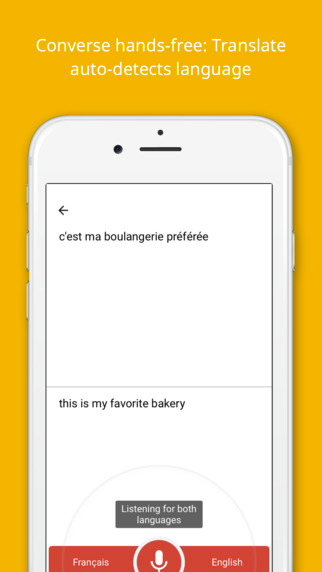 Converse hands-free: Translate
auto-detects language
c'est ma boulangerie préférée
this is my favorite bakery
Listening for both
languages
Français
English